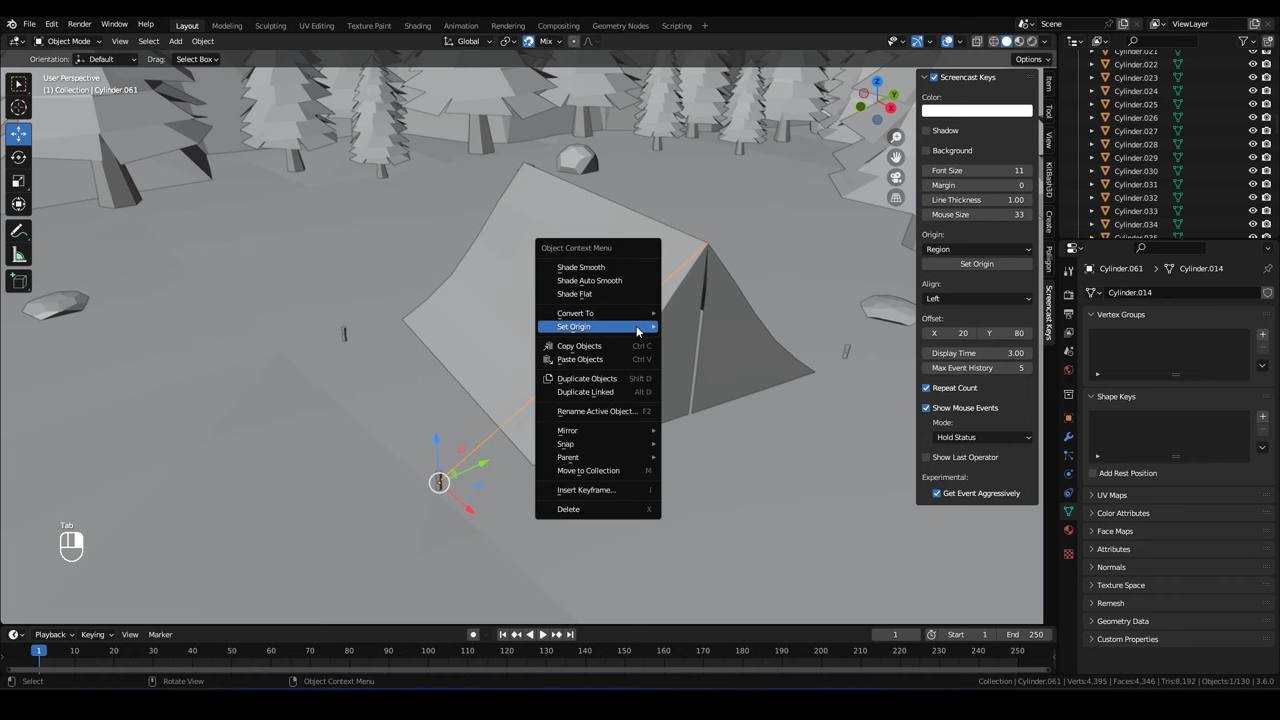 File Edit Render Window Help Layout Modeling Sculpting UV Editing Texture Paint Shading Animation Rendering Compositing Geometry Nodes Scripting + Scene ViewLayer
Object Mode View Select Add Object Global Mix
Orientation: Default Drag: Select Box Options
User Perspective
(1) Collection | Cylinder.061
Z
Y
X
Object Context Menu
Shade Smooth
Shade Auto Smooth
Shade Flat
Convert To
Set Origin
Copy Objects Ctrl C
Paste Objects Ctrl V
Duplicate Objects Shift D
Duplicate Linked Alt D
Rename Active Object... F2
Mirror
Snap
Parent
Move to Collection M
Insert Keyframe... I
Delete X
Tab
Screencast Keys
Color:
Shadow
Background
Font Size 11
Margin 0
Line Thickness 1.00
Mouse Size 33
Origin:
Region
Set Origin
Align:
Left
Offset:
X 20 Y 80
Display Time 3.00
Max Event History 5
Repeat Count
Show Mouse Events
Mode:
Hold Status
Show Last Operator
Experimental:
Get Event Aggressively
Item
Tool
View
KitBash3D
Create
Poliigon
Screencast Keys
Cylinder.021
Cylinder.022
Cylinder.023
Cylinder.024
Cylinder.025
Cylinder.026
Cylinder.027
Cylinder.028
Cylinder.029
Cylinder.030
Cylinder.031
Cylinder.032
Cylinder.033
Cylinder.034
Cylinder.035
Cylinder.061 > Cylinder.014
Cylinder.014
Vertex Groups
Shape Keys
Add Rest Position
UV Maps
Color Attributes
Face Maps
Attributes
Normals
Texture Space
Remesh
Geometry Data
Custom Properties
Playback Keying View Marker 1 Start 1 End 250
1 10 20 30 40 50 60 70 80 90 100 110 120 130 140 150 160 170 180 190 200 210 220 230 240 250
Select Rotate View Object Context Menu Collection | Cylinder.061 | Verts:4,395 | Faces:4,346 | Tris:8,192 | Objects:1/130 | 3.6.0